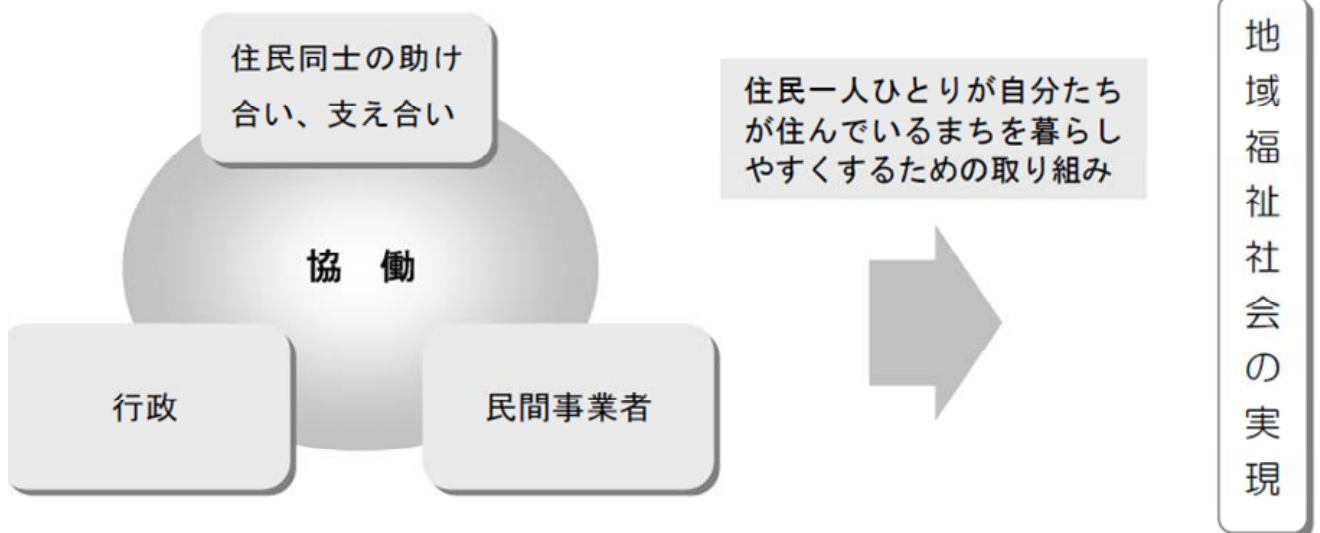 住民同士の助け
合い、支え合い
協 働
行政
民間事業者
住民一人ひとりが自分たち
が住んでいるまちを暮らし
やすくするための取り組み
地域福祉社会の実現